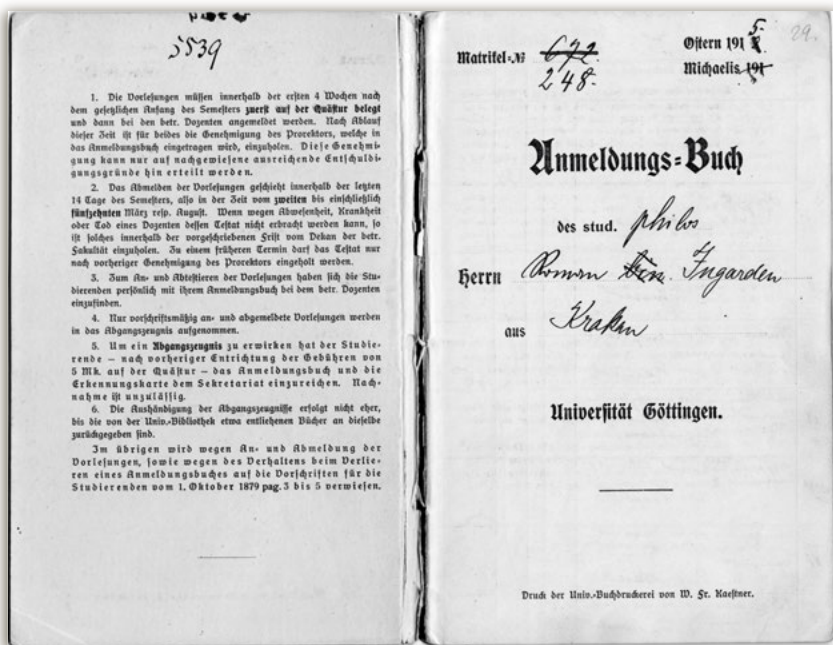 5539
1. Die Vorlesungen müssen innerhalb der ersten 4 Wochen nach
dem gesetzlichen Anfang des Semesters zuerst auf der Quästur belegt
und dann bei den betr. Dozenten angemeldet werden. Nach Ablauf
dieser Zeit ist für beides die Genehmigung des Prorektors, welche in
das Anmeldungsbuch eingetragen wird, einzuholen. Diese Genehmi-
gung kann nur auf nachgewiesene ausreichende Entschuldi-
gungsgründe hin erteilt werden.
2. Das Abmelden der Vorlesungen geschieht innerhalb der letzten
14 Tage des Semesters, also in der Zeit vom zweiten bis einschließlich
fünfzehnten März resp. August. Wenn wegen Abwesenheit, Krankheit
oder Tod eines Dozenten dessen Testat nicht erbracht werden kann, so
ist solches innerhalb der vorgeschriebenen Frist vom Dekan der betr.
Fakultät einzuholen. Zu einem früheren Termin darf das Testat nur
nach vorheriger Genehmigung des Prorektors eingeholt werden.
3. Zum An- und Abtestieren der Vorlesungen haben sich die Stu-
dierenden persönlich mit ihrem Anmeldungsbuch bei dem betr. Dozenten
einzufinden.
4. Nur vorschriftsmäßig an- und abgemeldete Vorlesungen werden
in das Abgangszeugnis aufgenommen.
5. Um ein Abgangszeugnis zu erwirken hat der Studie-
rende – nach vorheriger Entrichtung der Gebühren von
5 Mk. auf der Quästur – das Anmeldungsbuch und die
Erkennungskarte dem Sekretariat einzureichen. Nach-
nahme ist unzulässig.
6. Die Aushändigung der Abgangszeugnisse erfolgt nicht eher,
bis die von der Univ.-Bibliothek etwa entliehenen Bücher an dieselbe
zurückgegeben sind.
Im übrigen wird wegen An- und Abmeldung der
Vorlesungen, sowie wegen des Verhaltens beim Verlie-
ren eines Anmeldungsbuches auf die Vorschriften für die
Studierenden vom 1. Oktober 1879 pag. 3 bis 5 verwiesen.
29.
Matrikel-№ 672
248.
Ostern 191 5.
Michaelis 191
Anmeldungs-Buch
des stud. philos
Herrn Roman Ingarden
aus Krakau
Universität Göttingen.
Druck der Univ.-Buchdruckerei von W. Fr. Kaestner.